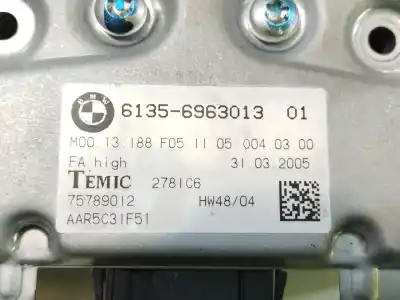 BMW
6135-6963013 01
M00 13 188 F05 11 05 004 03.00
FA high 31.03.2005
TEMIC 2781C6
75789012 HW48/04
AAR5C31F51